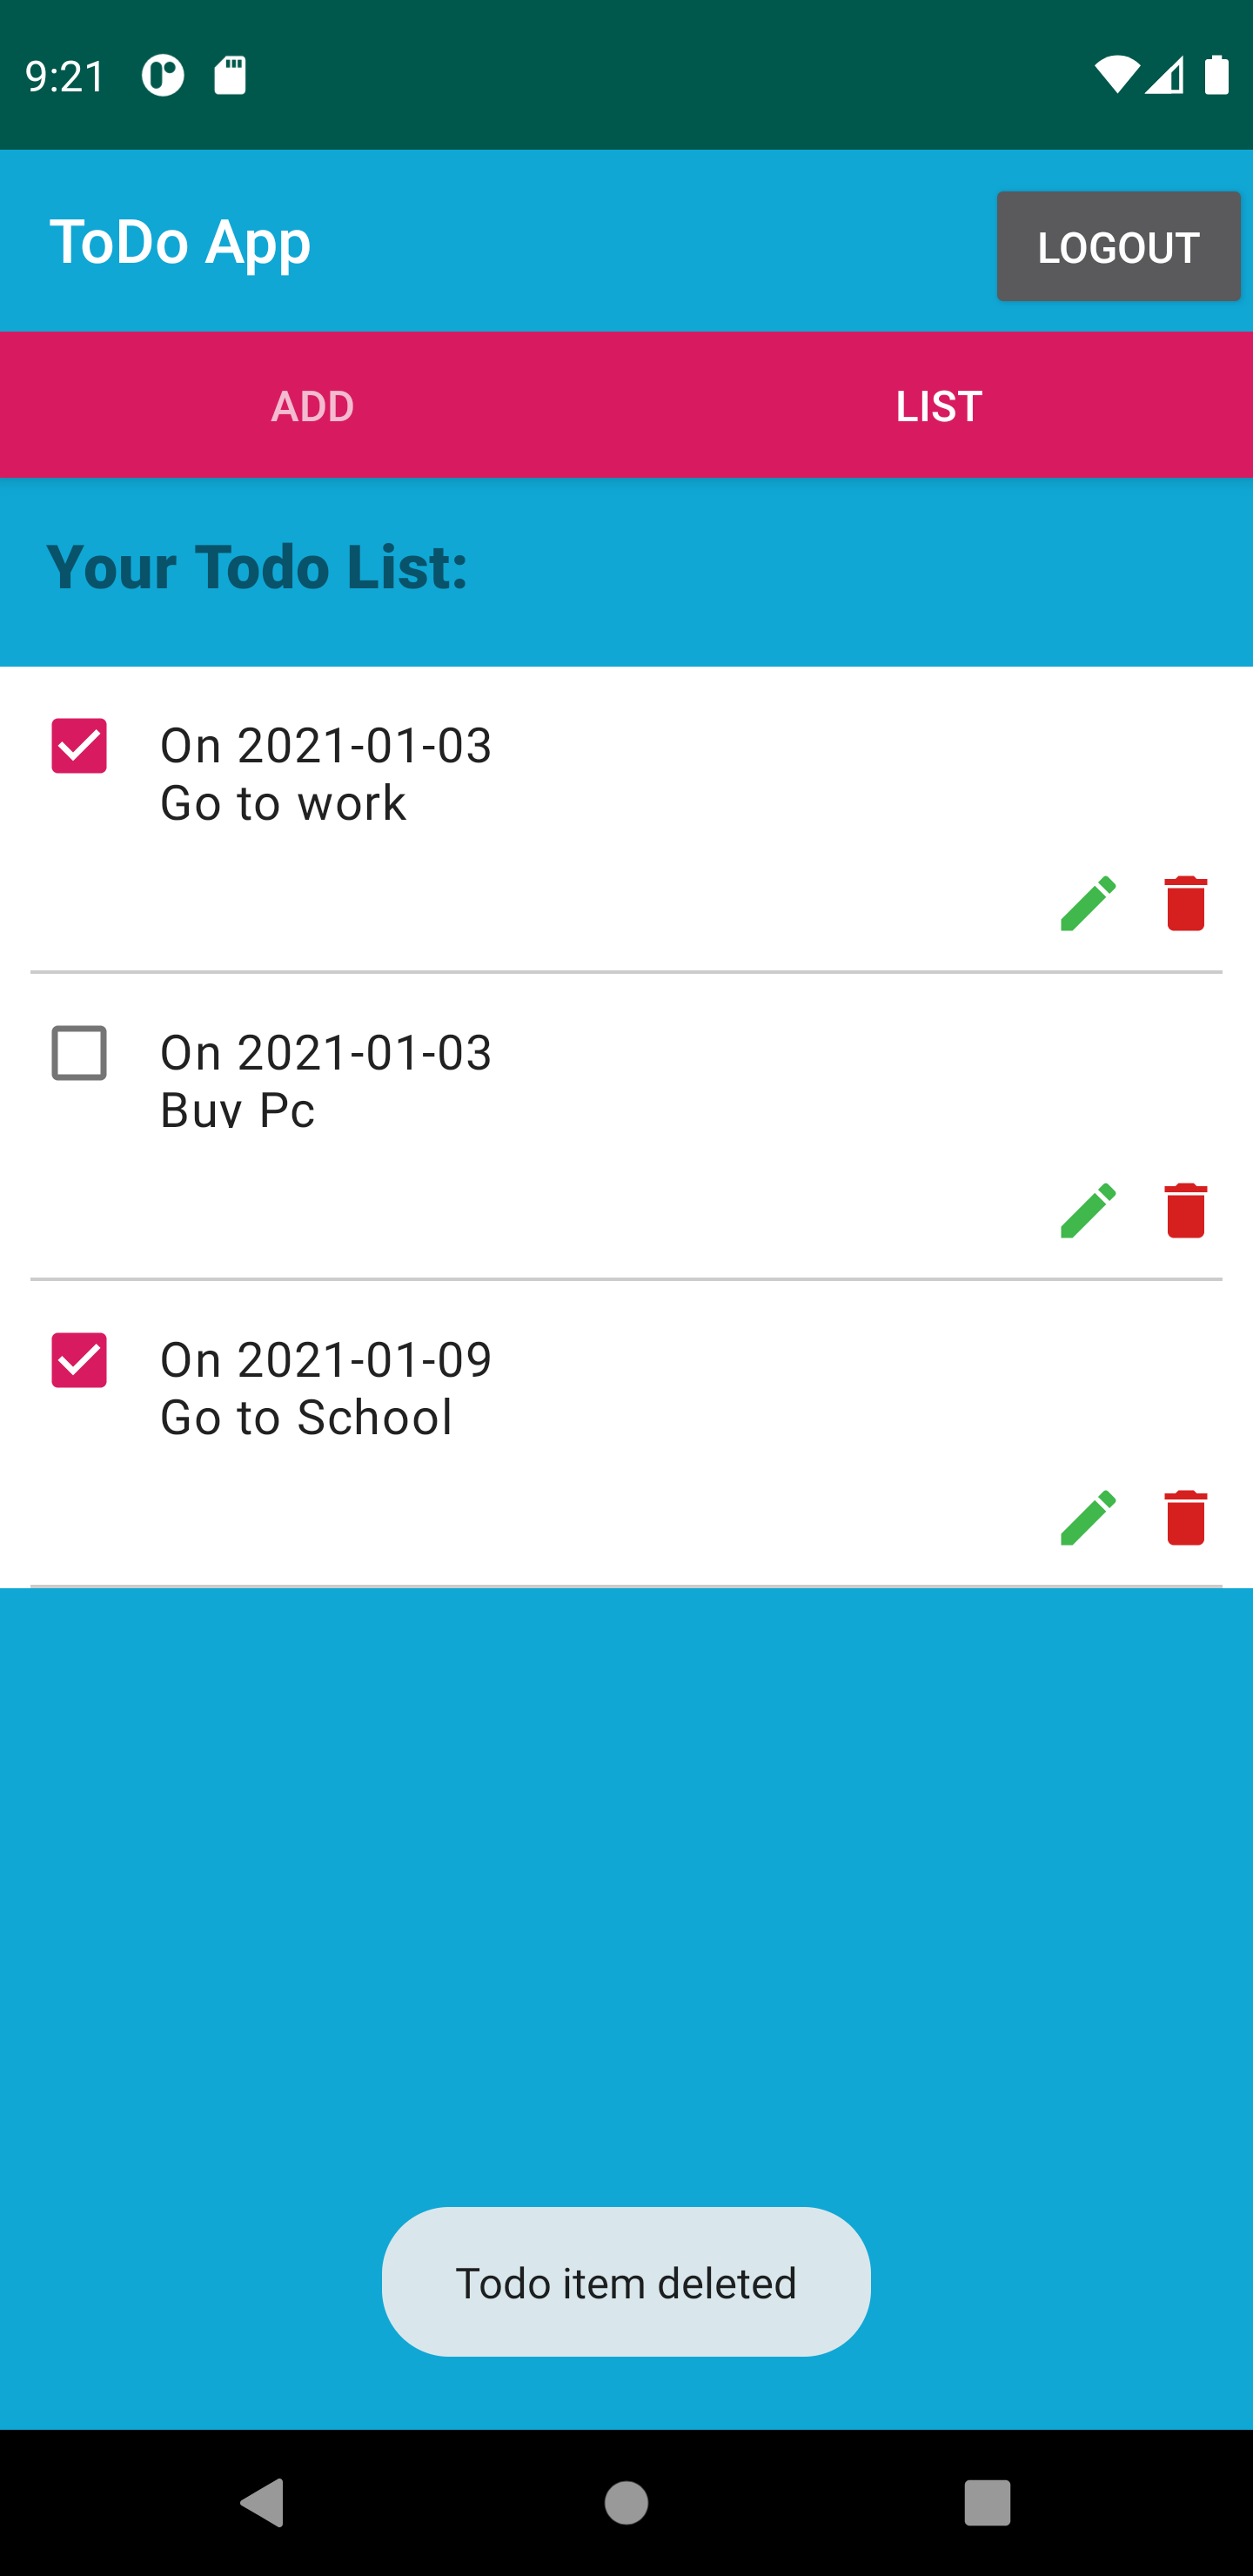 9:21
ToDo App
LOGOUT
ADD
LIST
Your Todo List:
On 2021-01-03
Go to work
On 2021-01-03
Buv Pc
On 2021-01-09
Go to School
Todo item deleted